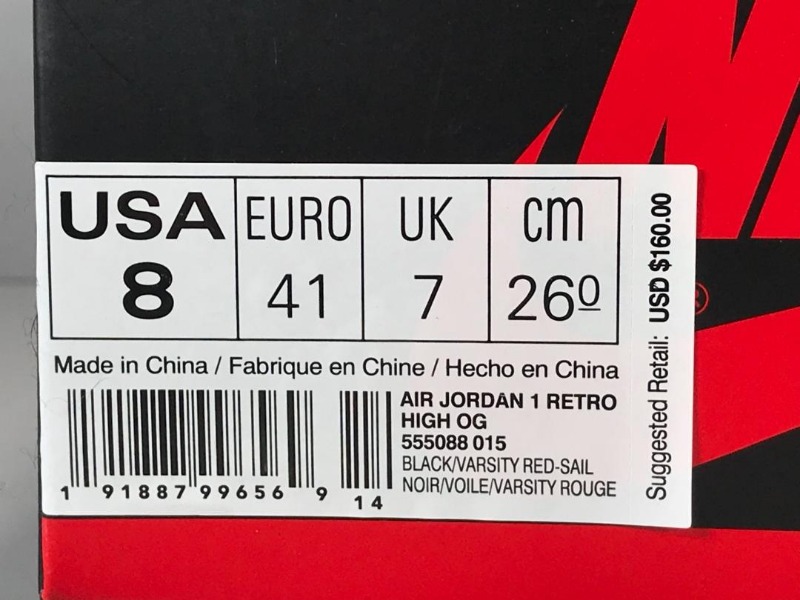 USA EURO UK cm
8 41 7 26⁰
Made in China / Fabrique en Chine / Hecho en China
AIR JORDAN 1 RETRO
HIGH OG
555088 015
BLACK/VARSITY RED-SAIL
NOIR/VOILE/VARSITY ROUGE
1 91887 99656 9 14
Suggested Retail: USD $160.00
®